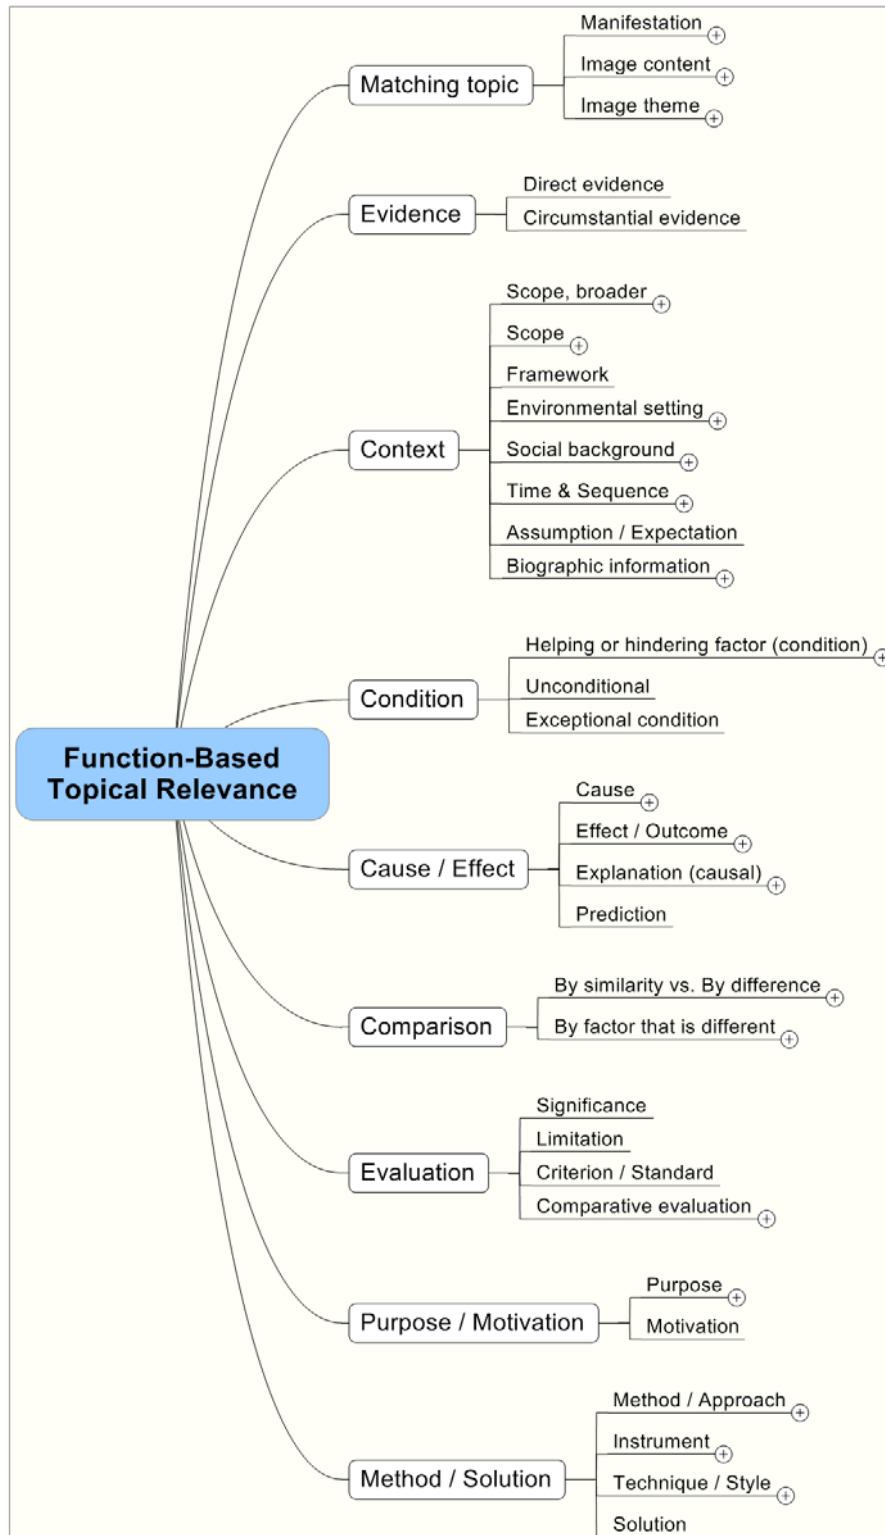 Function-Based
Topical Relevance
Matching topic
Manifestation
Image content
Image theme
Evidence
Direct evidence
Circumstantial evidence
Context
Scope, broader
Scope
Framework
Environmental setting
Social background
Time & Sequence
Assumption / Expectation
Biographic information
Condition
Helping or hindering factor (condition)
Unconditional
Exceptional condition
Cause / Effect
Cause
Effect / Outcome
Explanation (causal)
Prediction
Comparison
By similarity vs. By difference
By factor that is different
Evaluation
Significance
Limitation
Criterion / Standard
Comparative evaluation
Purpose / Motivation
Purpose
Motivation
Method / Solution
Method / Approach
Instrument
Technique / Style
Solution